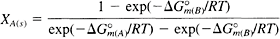 X_{A(s)} = \frac{1 - \exp(-\Delta G^{\circ}_{m(B)}/RT)}{\exp(-\Delta G^{\circ}_{m(A)}/RT) - \exp(-\Delta G^{\circ}_{m(B)}/RT)}